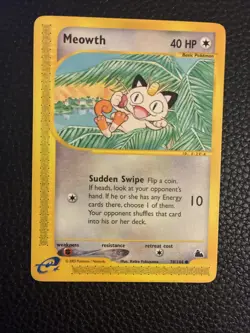 Meowth
40 HP
Basic Pokémon
Sudden Swipe Flip a coin.
If heads, look at your opponent's
hand. If he or she has any Energy
cards there, choose 1 of them.
Your opponent shuffles that card
into his or her deck.
10
weakness
resistance
retreat cost
e